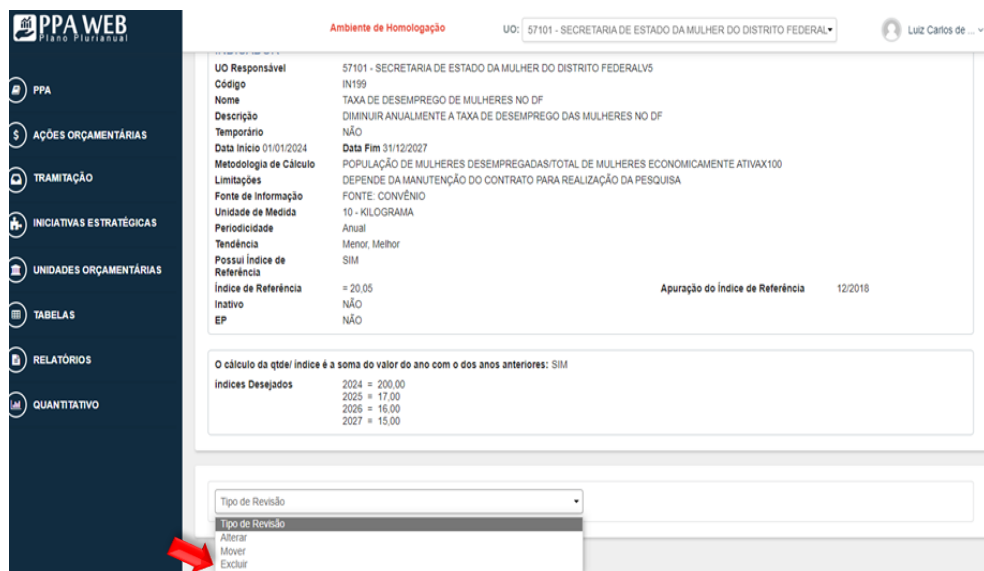 PPA WEB
Plano Plurianual
Ambiente de Homologação
UO: 57101 - SECRETARIA DE ESTADO DA MULHER DO DISTRITO FEDERAL
Luiz Carlos de ...
PPA
AÇÕES ORÇAMENTÁRIAS
TRAMITAÇÃO
INICIATIVAS ESTRATÉGICAS
UNIDADES ORÇAMENTÁRIAS
TABELAS
RELATÓRIOS
QUANTITATIVO
INDICADOR
UO Responsável 57101 - SECRETARIA DE ESTADO DA MULHER DO DISTRITO FEDERALV5
Código IN199
Nome TAXA DE DESEMPREGO DE MULHERES NO DF
Descrição DIMINUIR ANUALMENTE A TAXA DE DESEMPREGO DAS MULHERES NO DF
Temporário NÃO
Data Início 01/01/2024 Data Fim 31/12/2027
Metodologia de Cálculo POPULAÇÃO DE MULHERES DESEMPREGADAS/TOTAL DE MULHERES ECONOMICAMENTE ATIVAX100
Limitações DEPENDE DA MANUTENÇÃO DO CONTRATO PARA REALIZAÇÃO DA PESQUISA
Fonte de Informação FONTE: CONVÊNIO
Unidade de Medida 10 - KILOGRAMA
Periodicidade Anual
Tendência Menor, Melhor
Possui Índice de SIM
Referência
Índice de Referência = 20,05 Apuração do Índice de Referência 12/2018
Inativo NÃO
EP NÃO
O cálculo da qtde/ índice é a soma do valor do ano com o dos anos anteriores: SIM
Índices Desejados 2024 = 200,00
2025 = 17,00
2026 = 16,00
2027 = 15,00
Tipo de Revisão
Tipo de Revisão
Alterar
Mover
Excluir